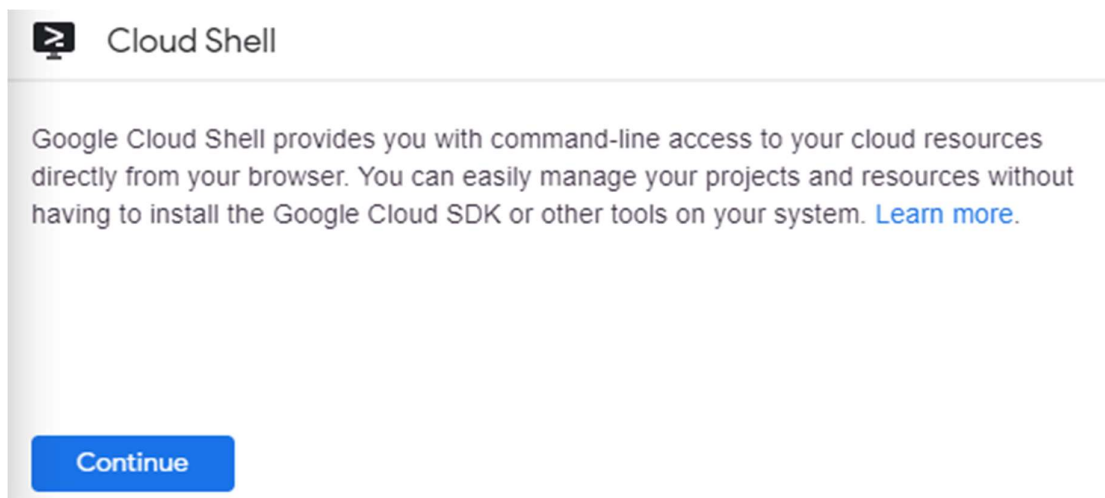 Cloud Shell
Google Cloud Shell provides you with command-line access to your cloud resources
directly from your browser. You can easily manage your projects and resources without
having to install the Google Cloud SDK or other tools on your system. Learn more.
Continue